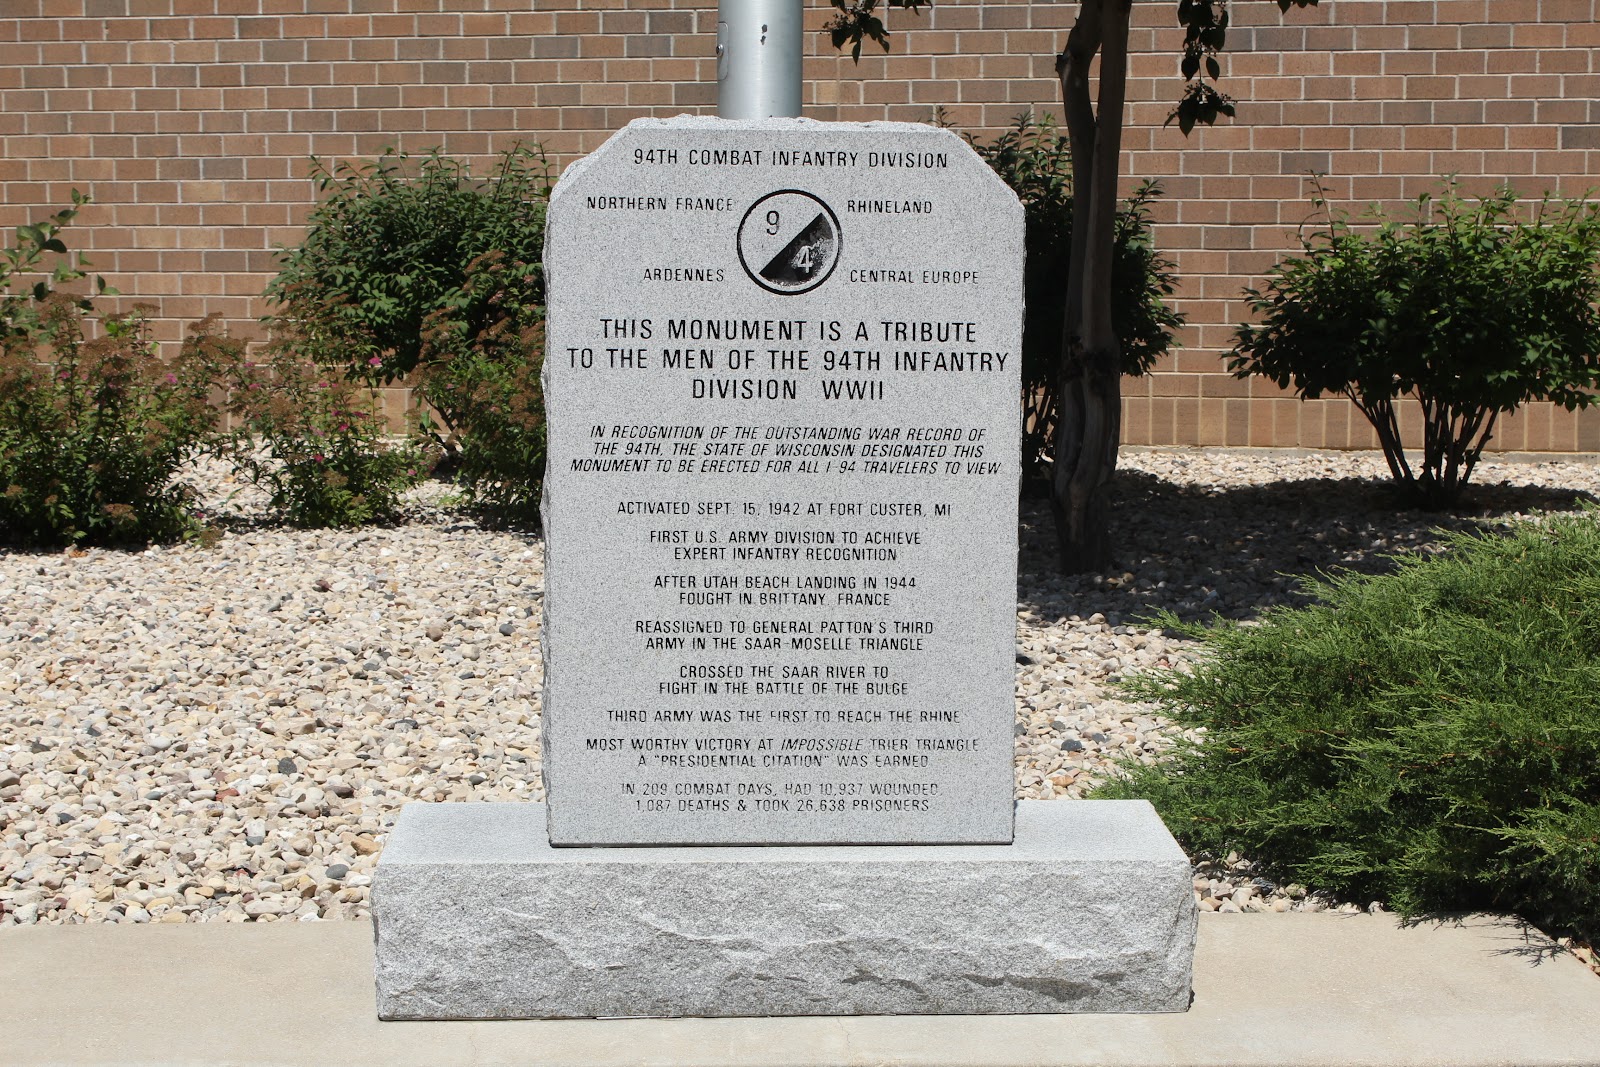 94TH COMBAT INFANTRY DIVISION
NORTHERN FRANCE
9
RHINELAND
ARDENNES
4
CENTRAL EUROPE
THIS MONUMENT IS A TRIBUTE
TO THE MEN OF THE 94TH INFANTRY
DIVISION WWII
IN RECOGNITION OF THE OUTSTANDING WAR RECORD OF
THE 94TH, THE STATE OF WISCONSIN DESIGNATED THIS
MONUMENT TO BE ERECTED FOR ALL I-94 TRAVELERS TO VIEW
ACTIVATED SEPT. 15, 1942 AT FORT CUSTER, MI
FIRST U.S. ARMY DIVISION TO ACHIEVE
EXPERT INFANTRY RECOGNITION
AFTER UTAH BEACH LANDING IN 1944
FOUGHT IN BRITTANY, FRANCE
REASSIGNED TO GENERAL PATTON'S THIRD
ARMY IN THE SAAR-MOSELLE TRIANGLE
CROSSED THE SAAR RIVER TO
FIGHT IN THE BATTLE OF THE BULGE
THIRD ARMY WAS THE FIRST TO REACH THE RHINE
MOST WORTHY VICTORY AT IMPOSSIBLE TRIER TRIANGLE
A "PRESIDENTIAL CITATION" WAS EARNED
IN 209 COMBAT DAYS, HAD 10,937 WOUNDED,
1,087 DEATHS & TOOK 26,638 PRISONERS